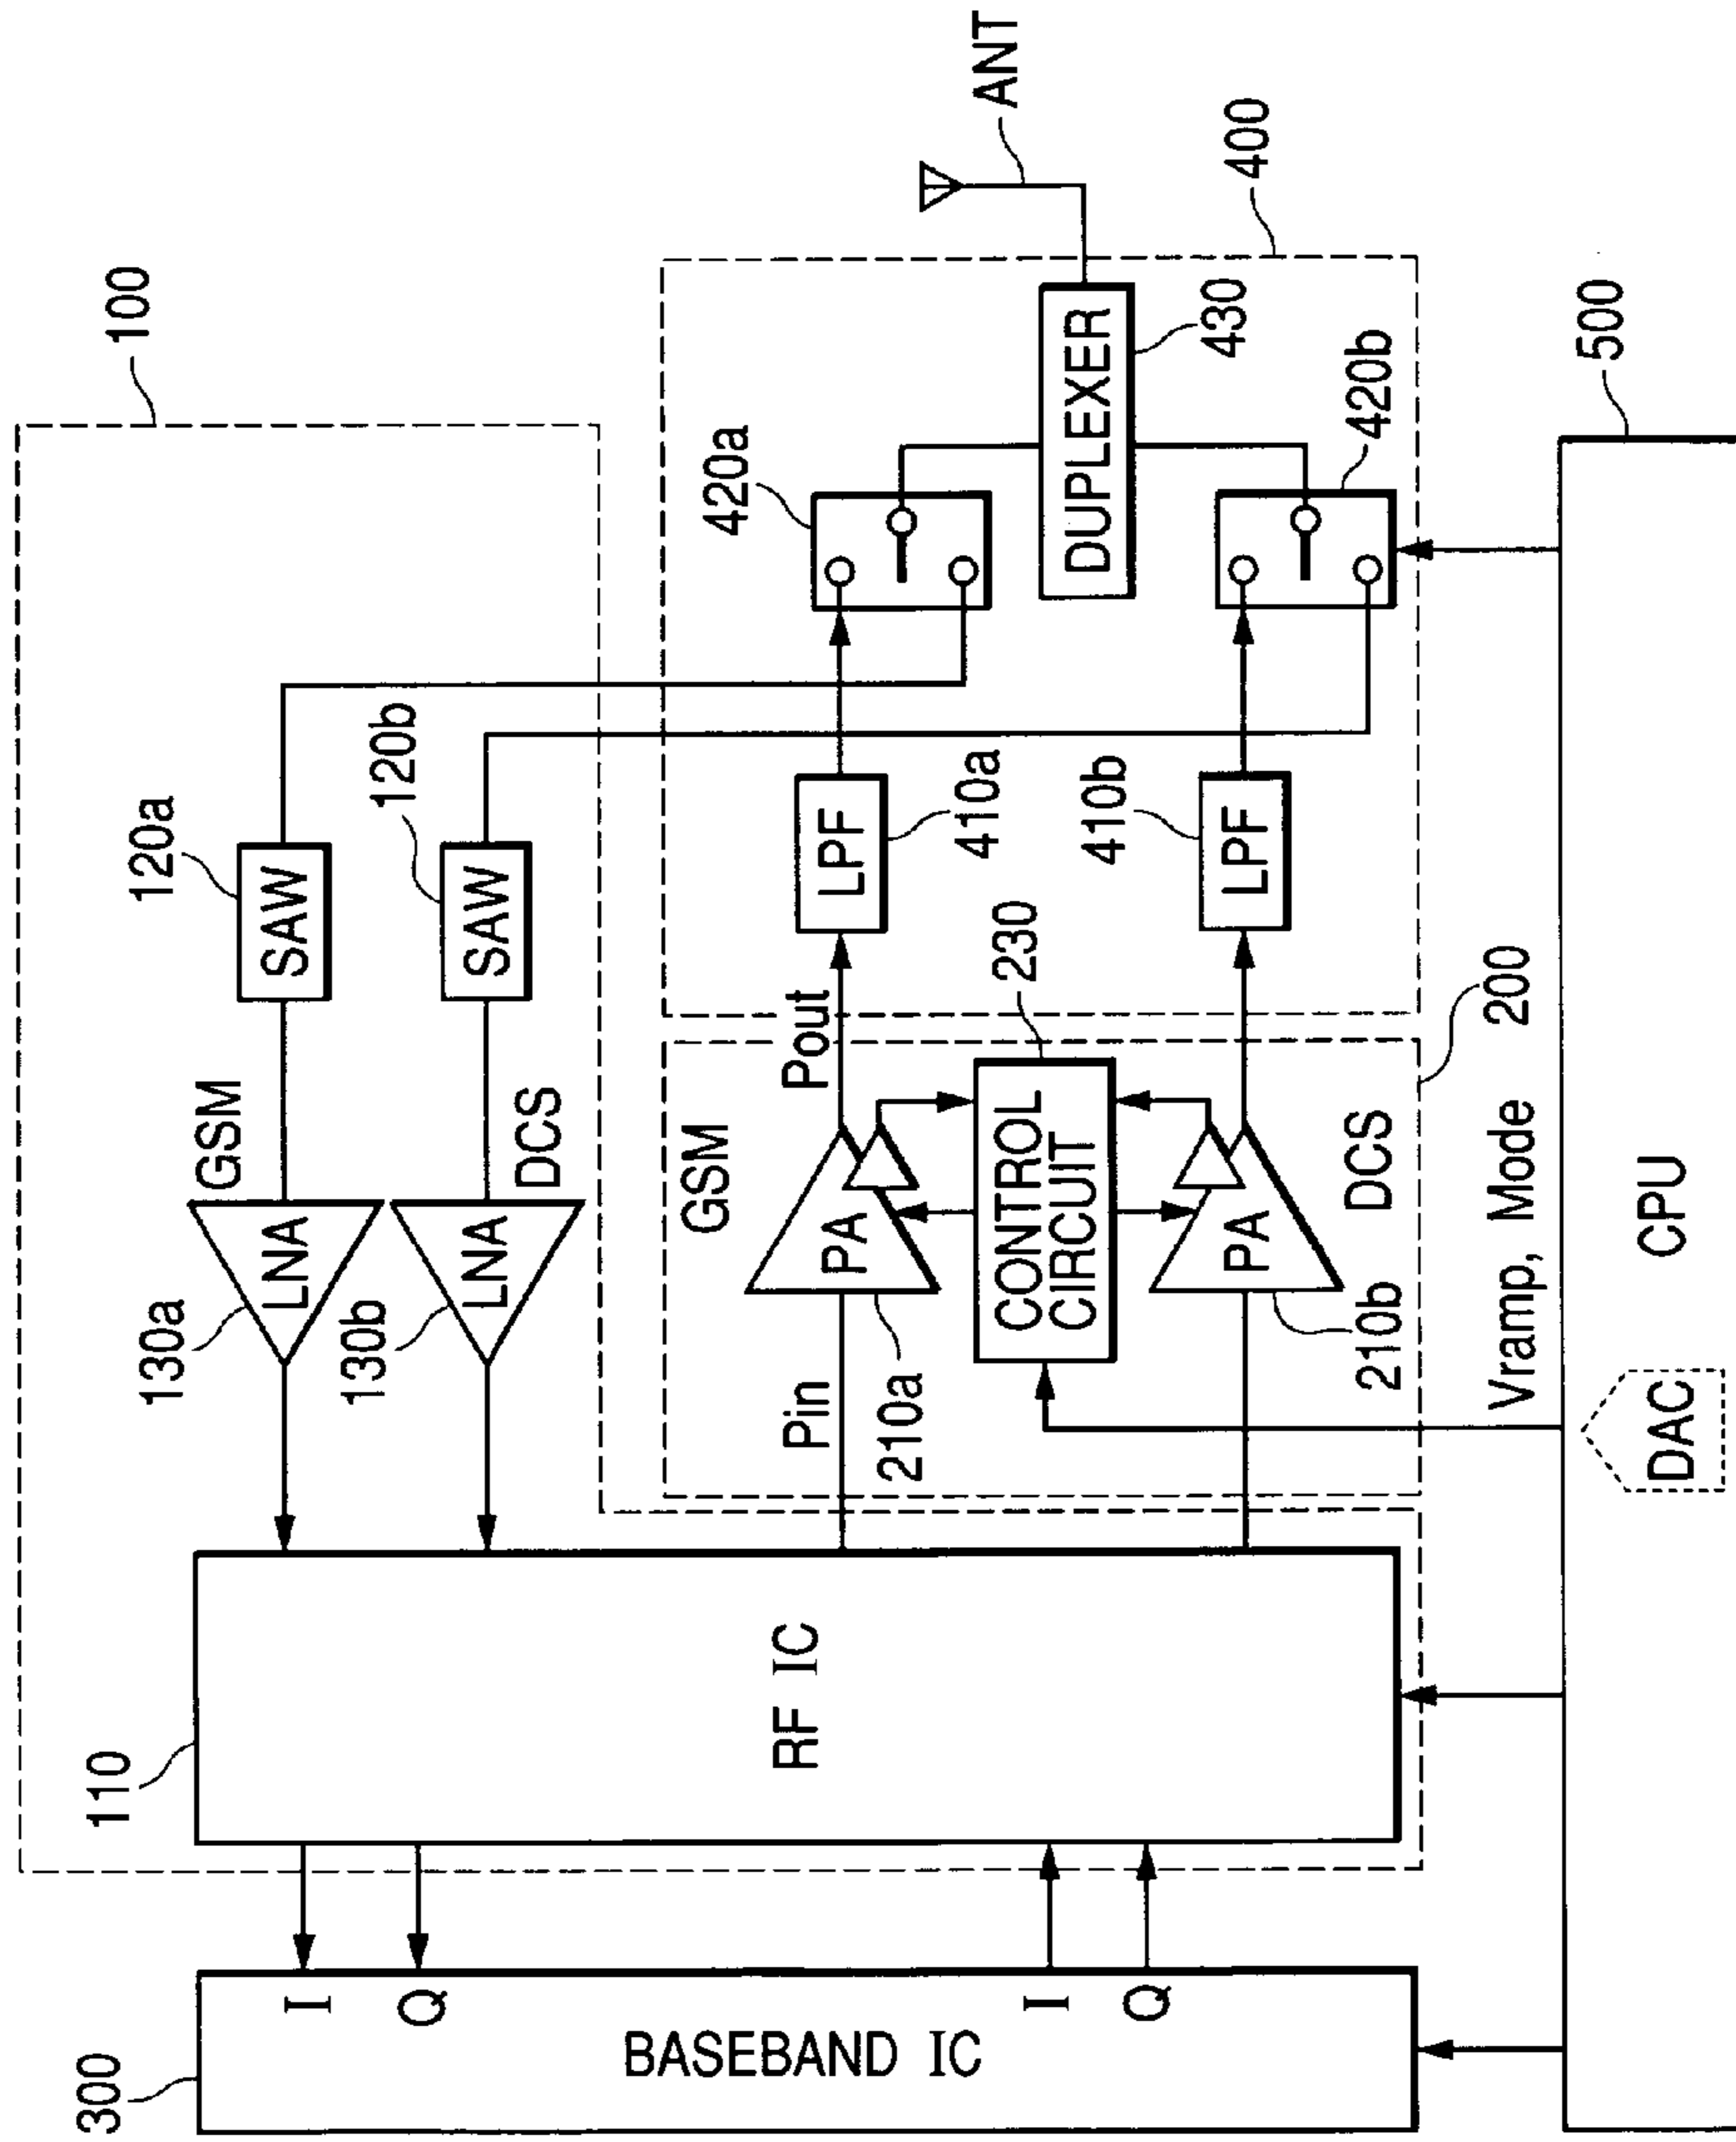 300
BASEBAND IC
I
Q
I
Q
110
RF IC
100
130a
LNA
GSM
120a
SAW
130b
LNA
DCS
120b
SAW
GSM
Pin
PA
210a
Pout
CONTROL
CIRCUIT
230
PA
210b
DCS
200
LPF
410a
LPF
410b
420a
DUPLEXER
430
420b
400
ANT
Vramp, Mode
DAC
CPU
500